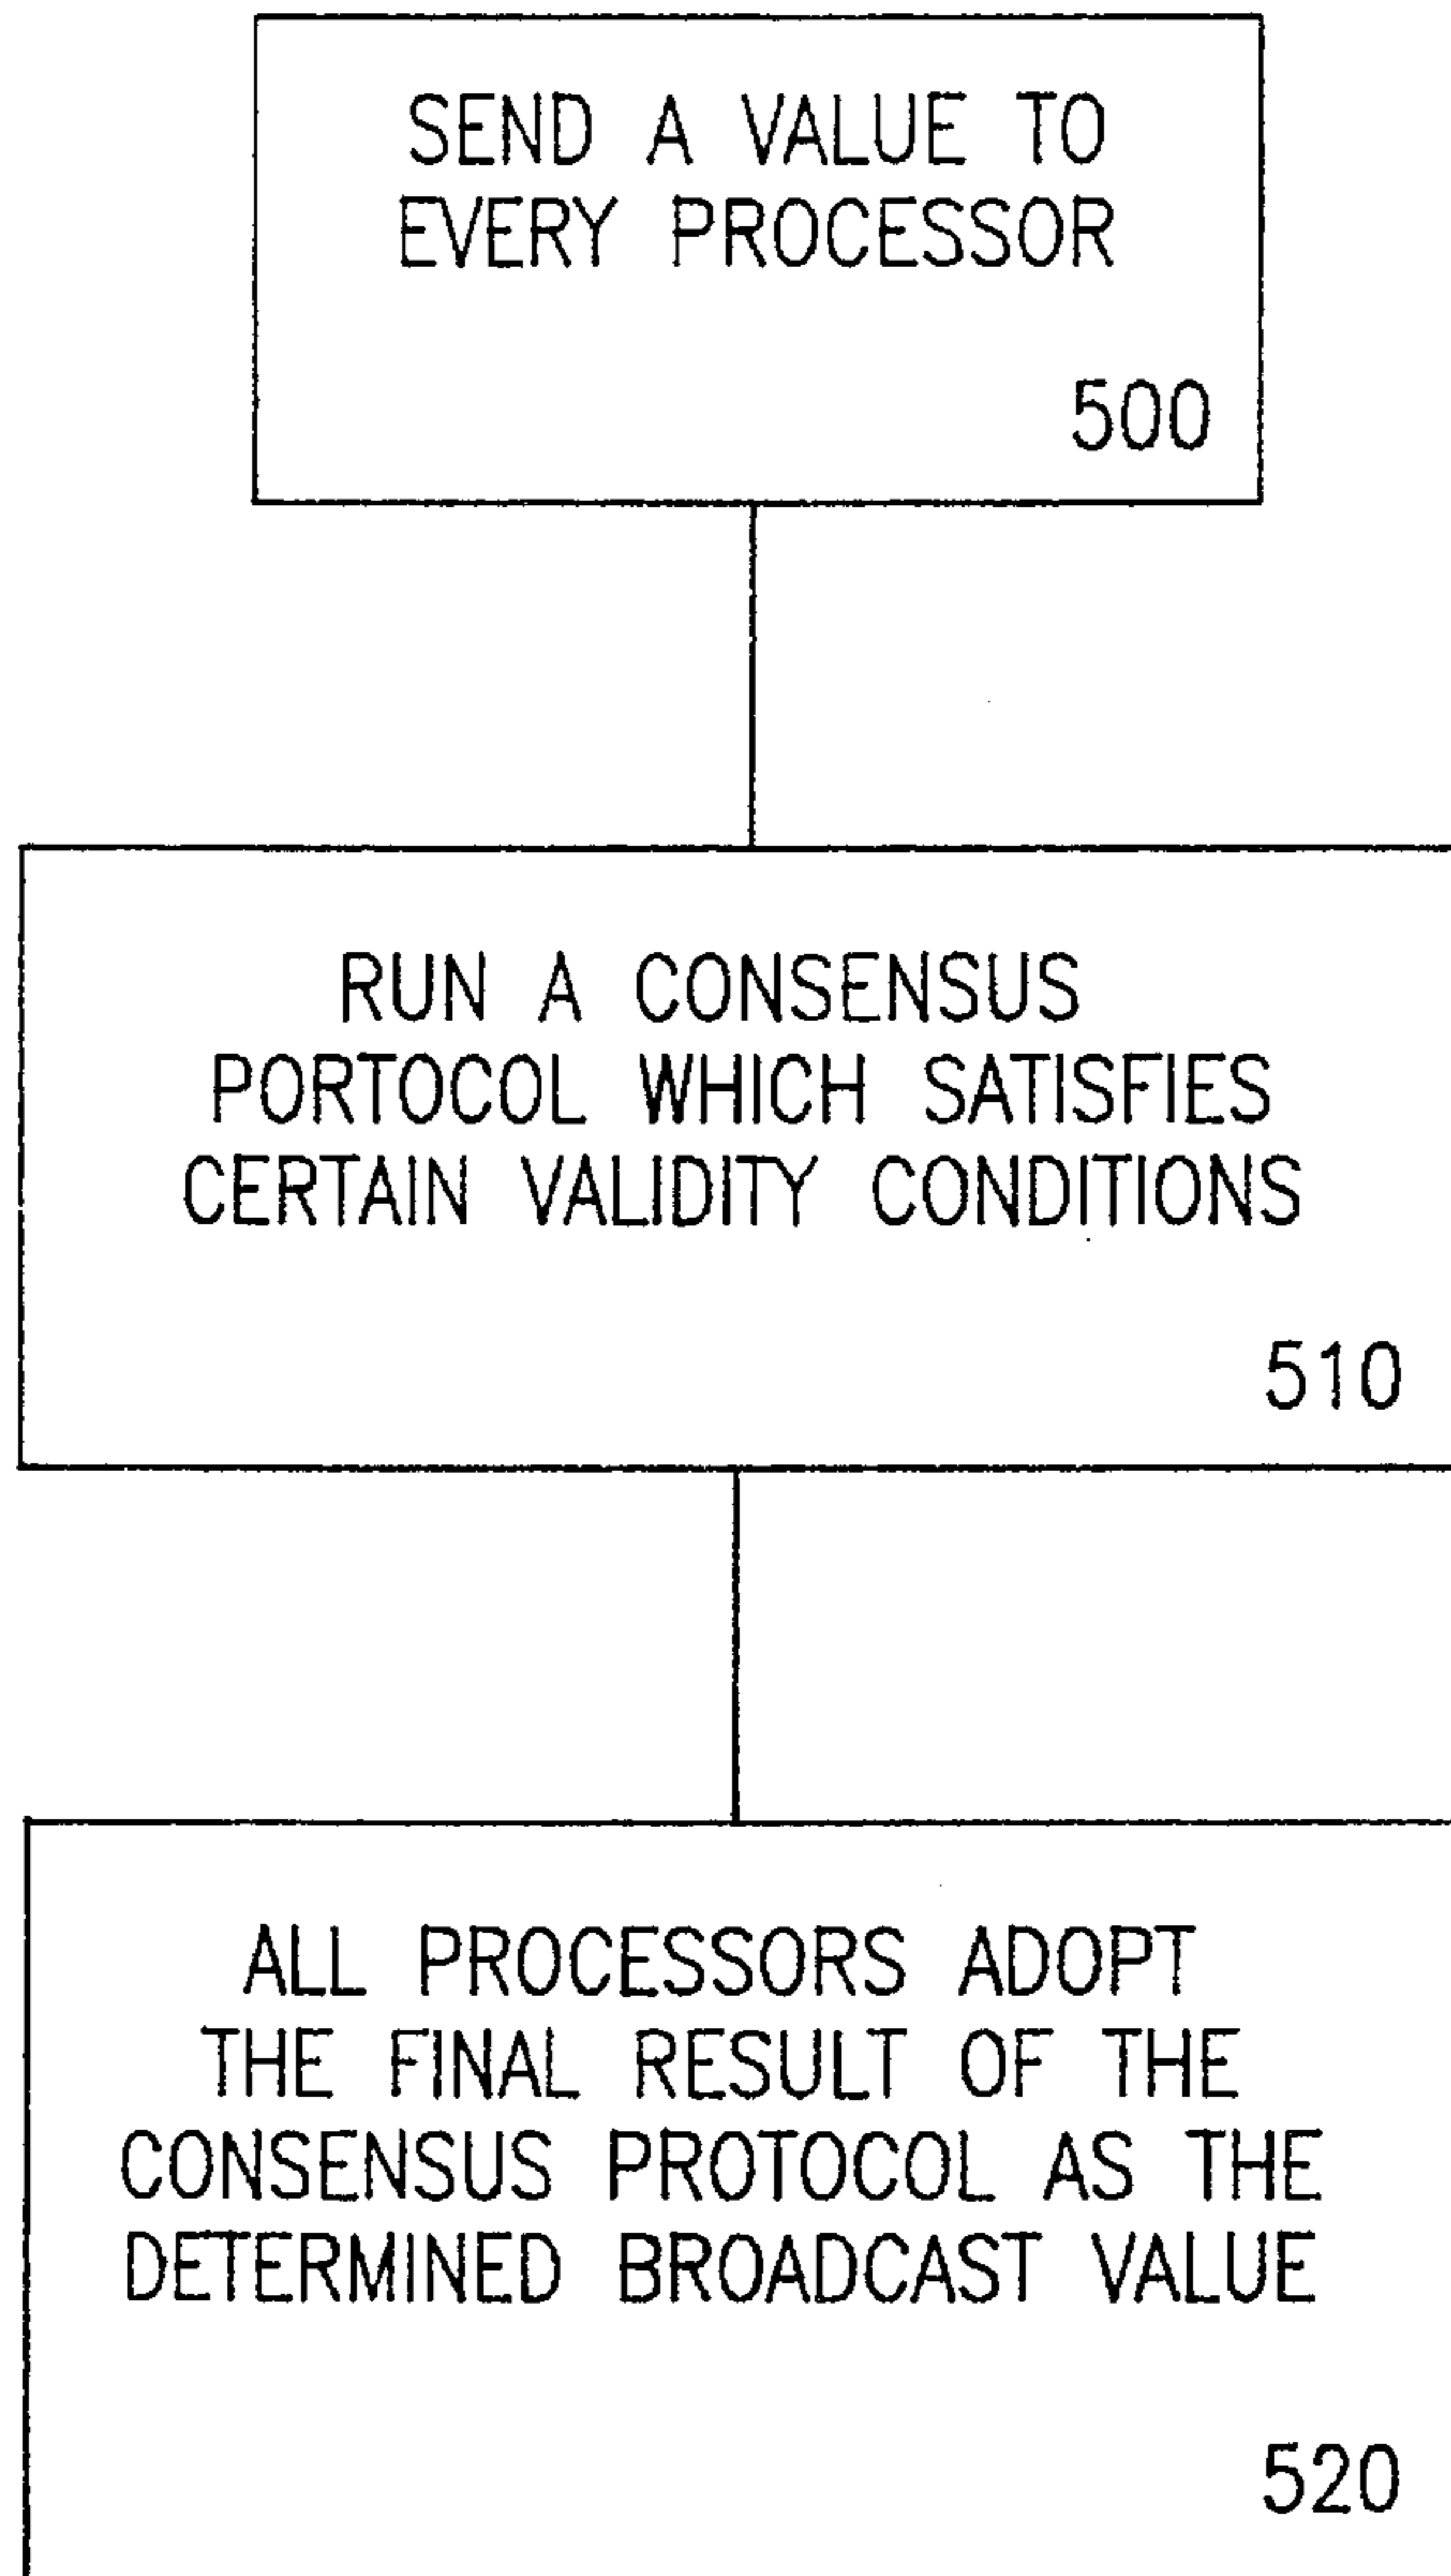 SEND A VALUE TO
EVERY PROCESSOR
500
RUN A CONSENSUS
PORTOCOL WHICH SATISFIES
CERTAIN VALIDITY CONDITIONS
510
ALL PROCESSORS ADOPT
THE FINAL RESULT OF THE
CONSENSUS PROTOCOL AS THE
DETERMINED BROADCAST VALUE
520